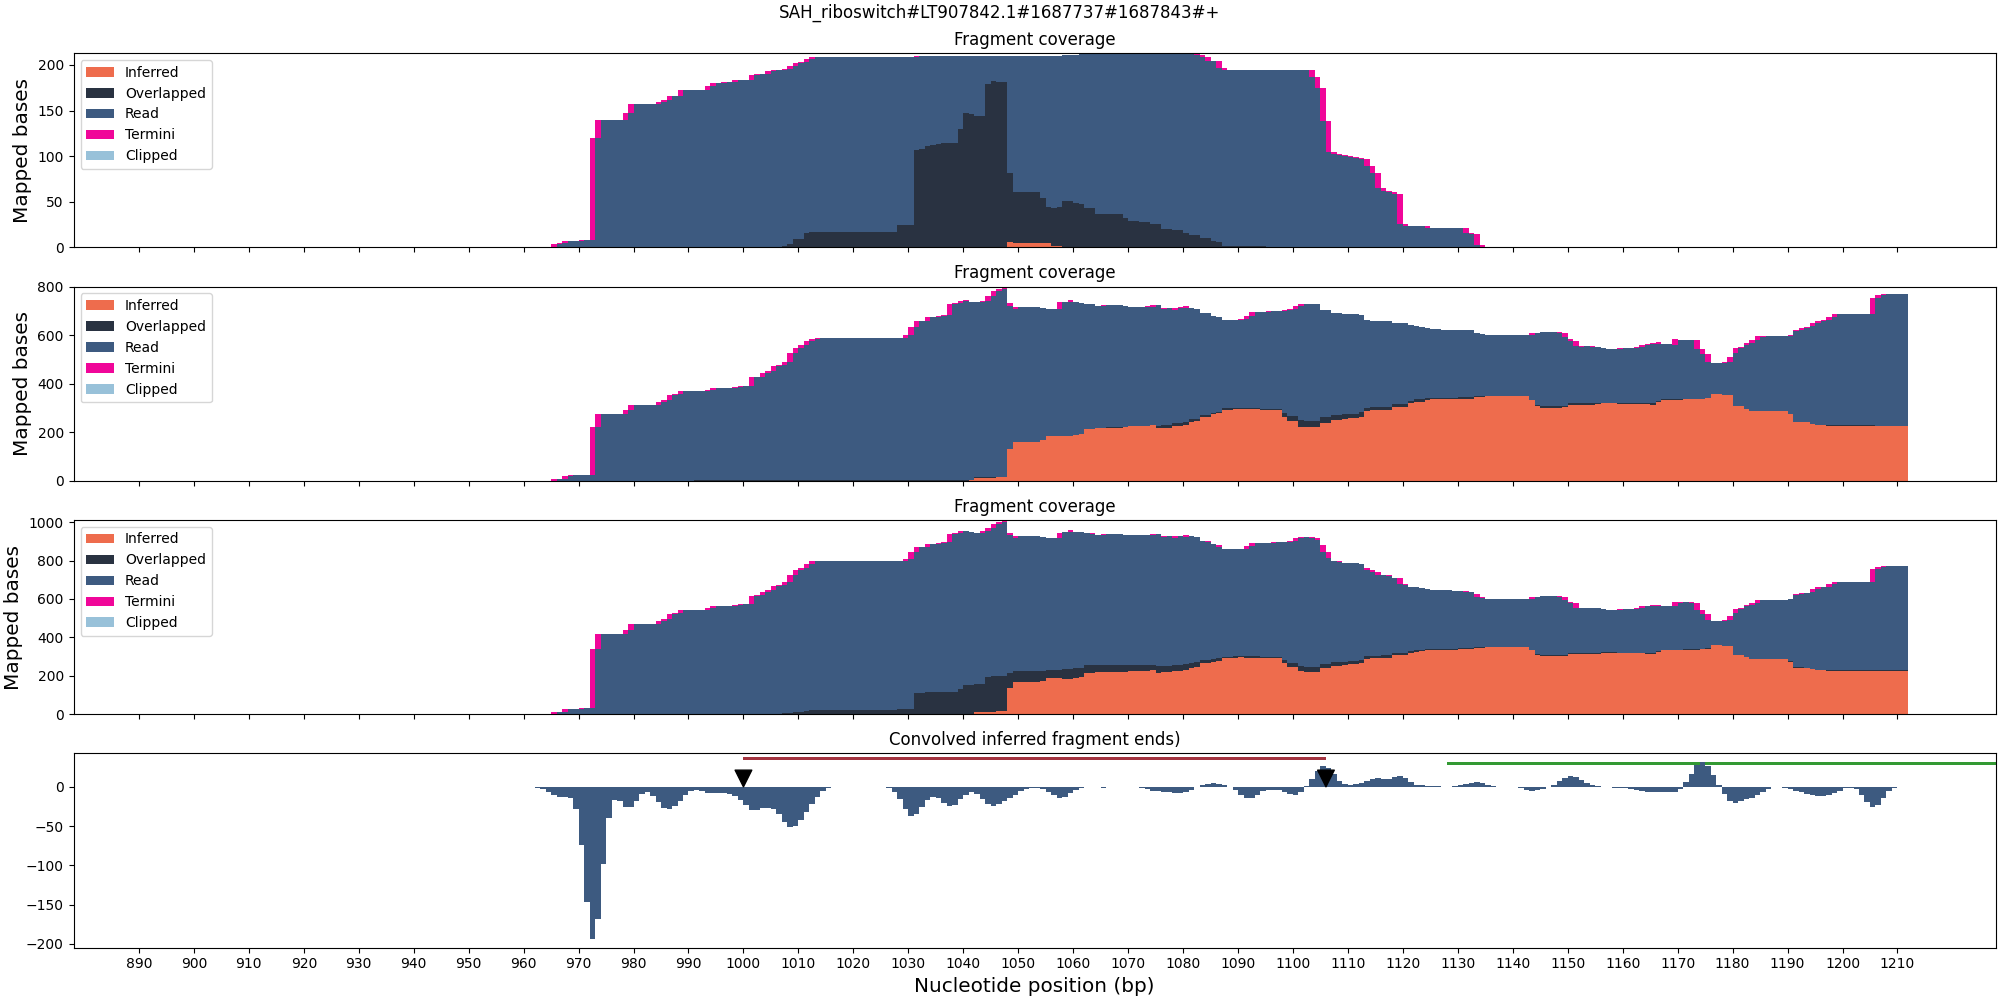 SAH_riboswitch#LT907842.1#1687737#1687843#+
Fragment coverage
Mapped bases
200
150
100
50
0
Inferred
Overlapped
Read
Termini
Clipped
Fragment coverage
Mapped bases
800
600
400
200
0
Inferred
Overlapped
Read
Termini
Clipped
Fragment coverage
Mapped bases
1000
800
600
400
200
0
Inferred
Overlapped
Read
Termini
Clipped
Convolved inferred fragment ends)
0
−50
−100
−150
−200
890 900 910 920 930 940 950 960 970 980 990 1000 1010 1020 1030 1040 1050 1060 1070 1080 1090 1100 1110 1120 1130 1140 1150 1160 1170 1180 1190 1200 1210
Nucleotide position (bp)